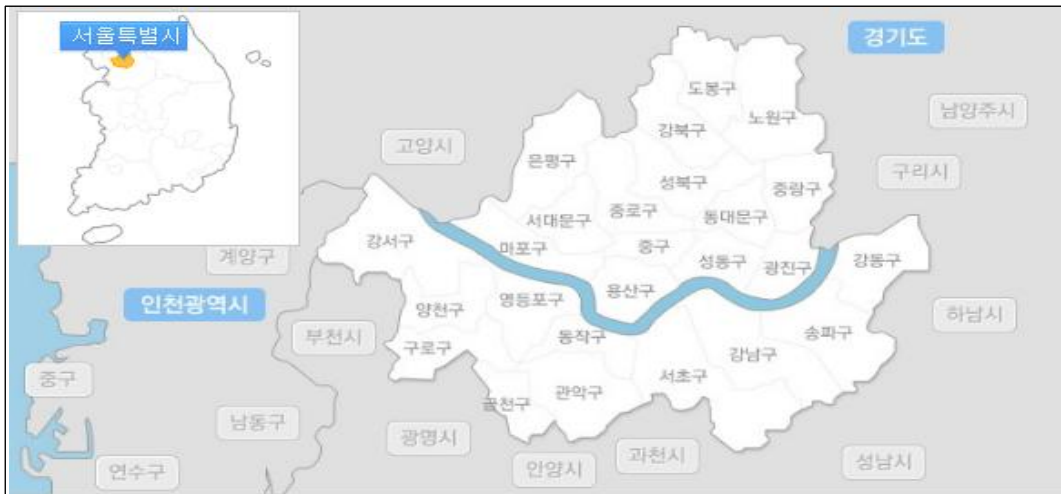 서울특별시
경기도
도봉구
노원구
남양주시
강북구
고양시
은평구
성북구
중랑구
구리시
서대문구
종로구
동대문구
강서구
마포구
중구
성동구
광진구
강동구
계양구
양천구
영등포구
용산구
인천광역시
부천시
구로구
동작구
송파구
하남시
강남구
중구
서초구
관악구
금천구
남동구
광명시
과천시
안양시
성남시
연수구